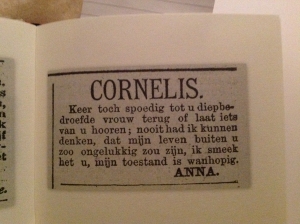 CORNELIS.
Keer toch spoedig tot u diepbe-
droefde vrouw terug of laat iets
van u hooren; nooit had ik kunnen
denken, dat mijn leven buiten u
zoo ongelukkig zou zijn, ik smeek
het u, mijn toestand is wanhopig.
ANNA.